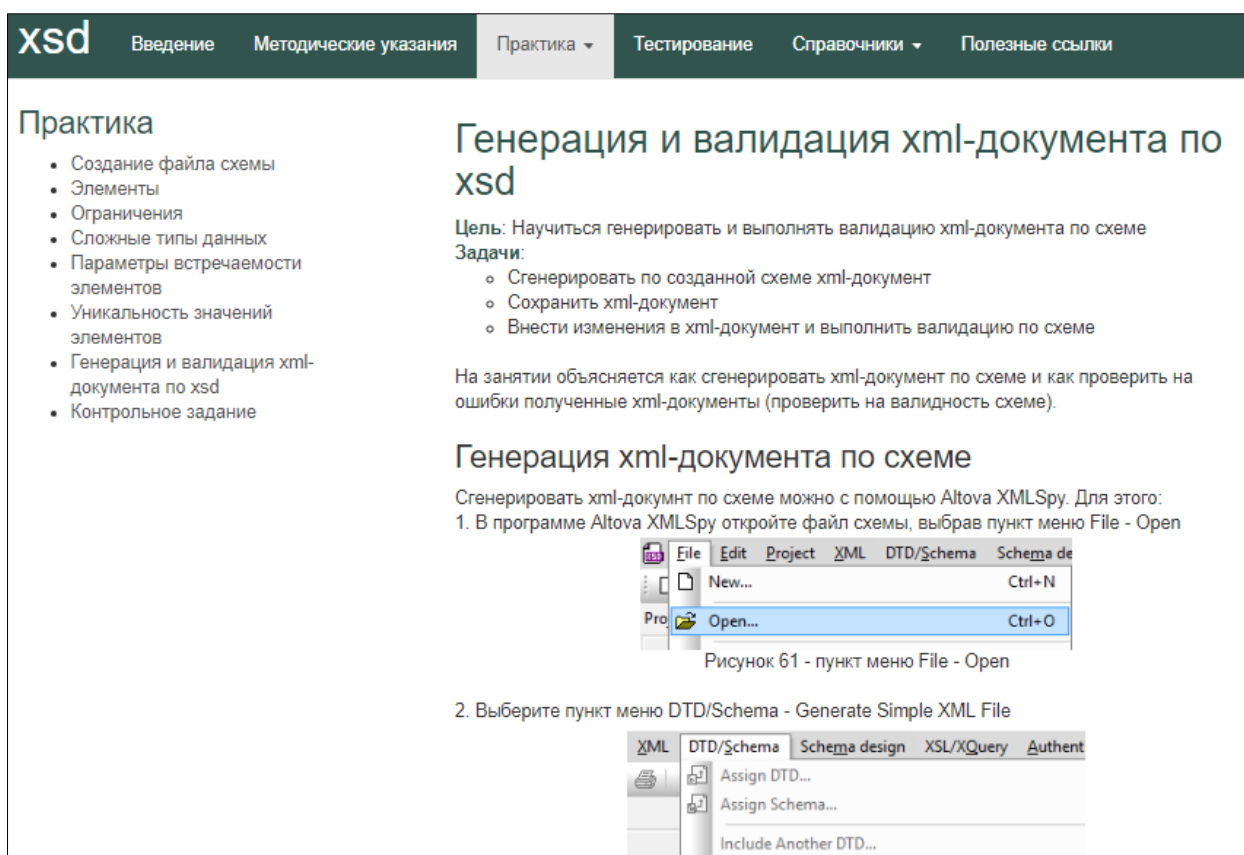 xsd
Введение
Методические указания
Практика
Тестирование
Справочники
Полезные ссылки
Практика
Создание файла схемы
Элементы
Ограничения
Сложные типы данных
Параметры встречаемости
элементов
Уникальность значений
элементов
Генерация и валидация xml-
документа по xsd
Контрольное задание
Генерация и валидация xml-документа по
xsd
Цель: Научиться генерировать и выполнять валидацию xml-документа по схеме
Задачи:
Сгенерировать по созданной схеме xml-документ
Сохранить xml-документ
Внести изменения в xml-документ и выполнить валидацию по схеме
На занятии объясняется как сгенерировать xml-документ по схеме и как проверить на
ошибки полученные xml-документы (проверить на валидность схеме).
Генерация xml-документа по схеме
Сгенерировать xml-докумнт по схеме можно с помощью Altova XMLSpy. Для этого:
1. В программе Altova XMLSpy откройте файл схемы, выбрав пункт меню File - Open
File Edit Project XML DTD/Schema Schema de
New... Ctrl+N
Pro
Open... Ctrl+O
Рисунок 61 - пункт меню File - Open
2. Выберите пункт меню DTD/Schema - Generate Simple XML File
XML DTD/Schema Schema design XSL/XQuery Authent
Assign DTD...
Assign Schema...
Include Another DTD...